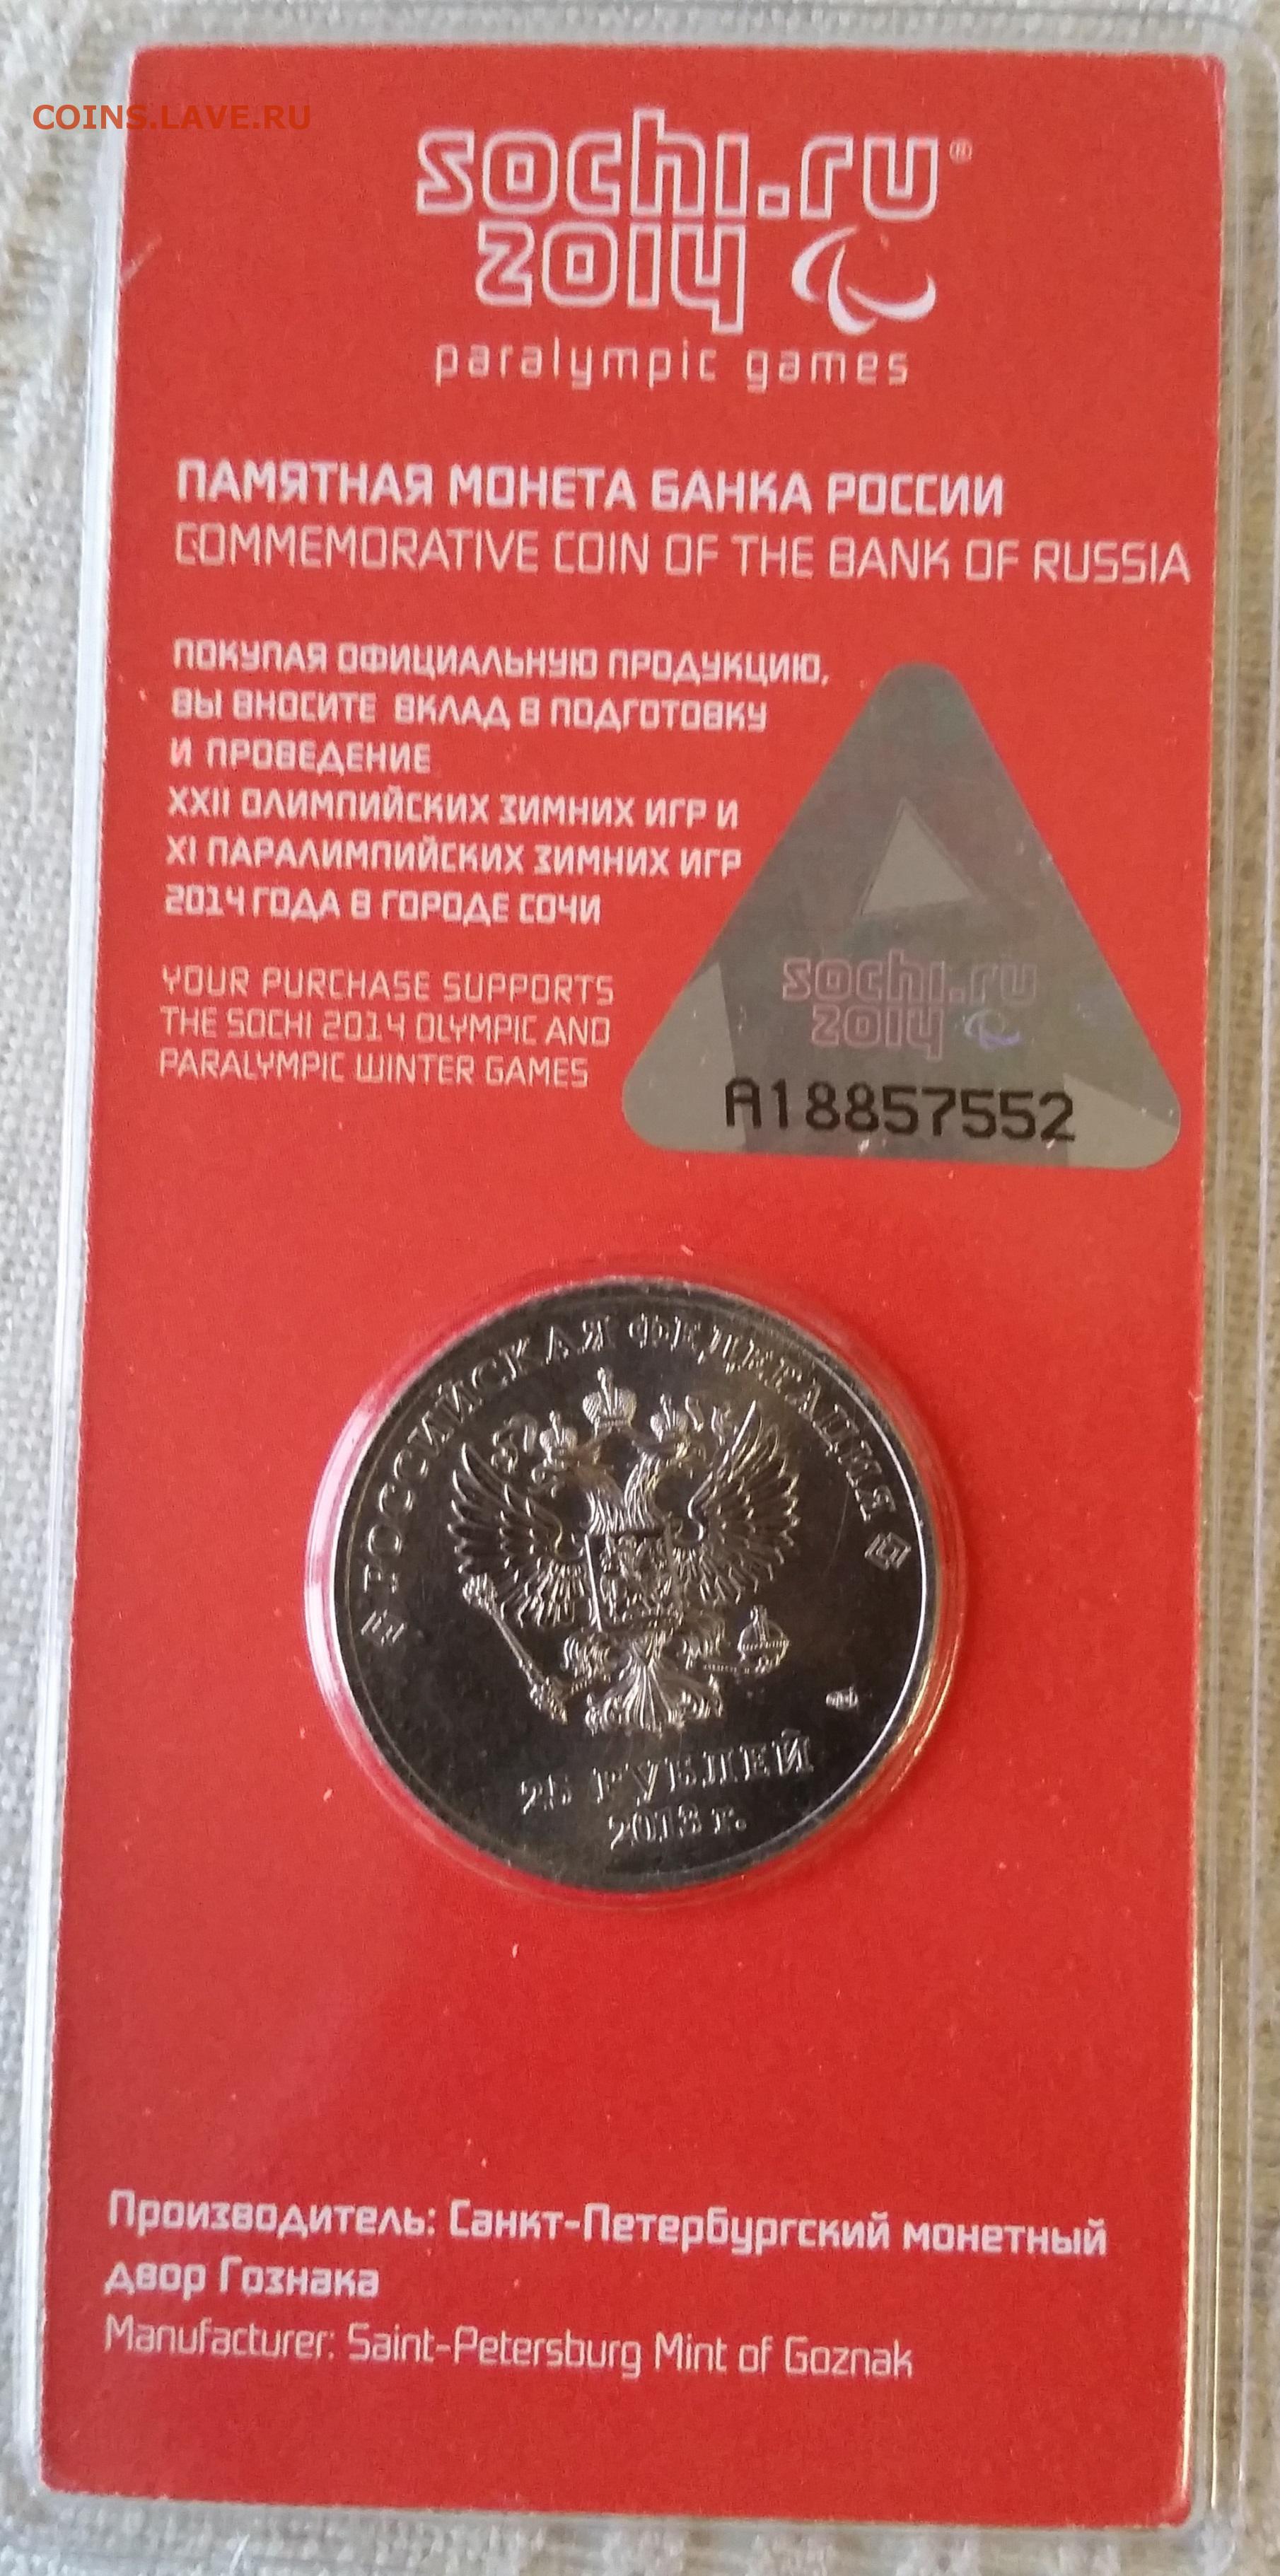 COINS.LAVE.RU
sochi.ru®
2014
paralympic games
ПАМЯТНАЯ МОНЕТА БАНКА РОССИИ
COMMEMORATIVE COIN OF THE BANK OF RUSSIA
ПОКУПАЯ ОФИЦИАЛЬНУЮ ПРОДУКЦИЮ,
ВЫ ВНОСИТЕ ВКЛАД В ПОДГОТОВКУ
И ПРОВЕДЕНИЕ
XXII ОЛИМПИЙСКИХ ЗИМНИХ ИГР И
XI ПАРАЛИМПИЙСКИХ ЗИМНИХ ИГР
2014 ГОДА В ГОРОДЕ СОЧИ
YOUR PURCHASE SUPPORTS
THE SOCHI 2014 OLYMPIC AND
PARALYMPIC WINTER GAMES
sochi.ru
2014
A18857552
РОССИЙСКАЯ ФЕДЕРАЦИЯ
25 РУБЛЕЙ
2013 г.
Производитель: Санкт-Петербургский монетный
двор Гознака
Manufacturer: Saint-Petersburg Mint of Goznak